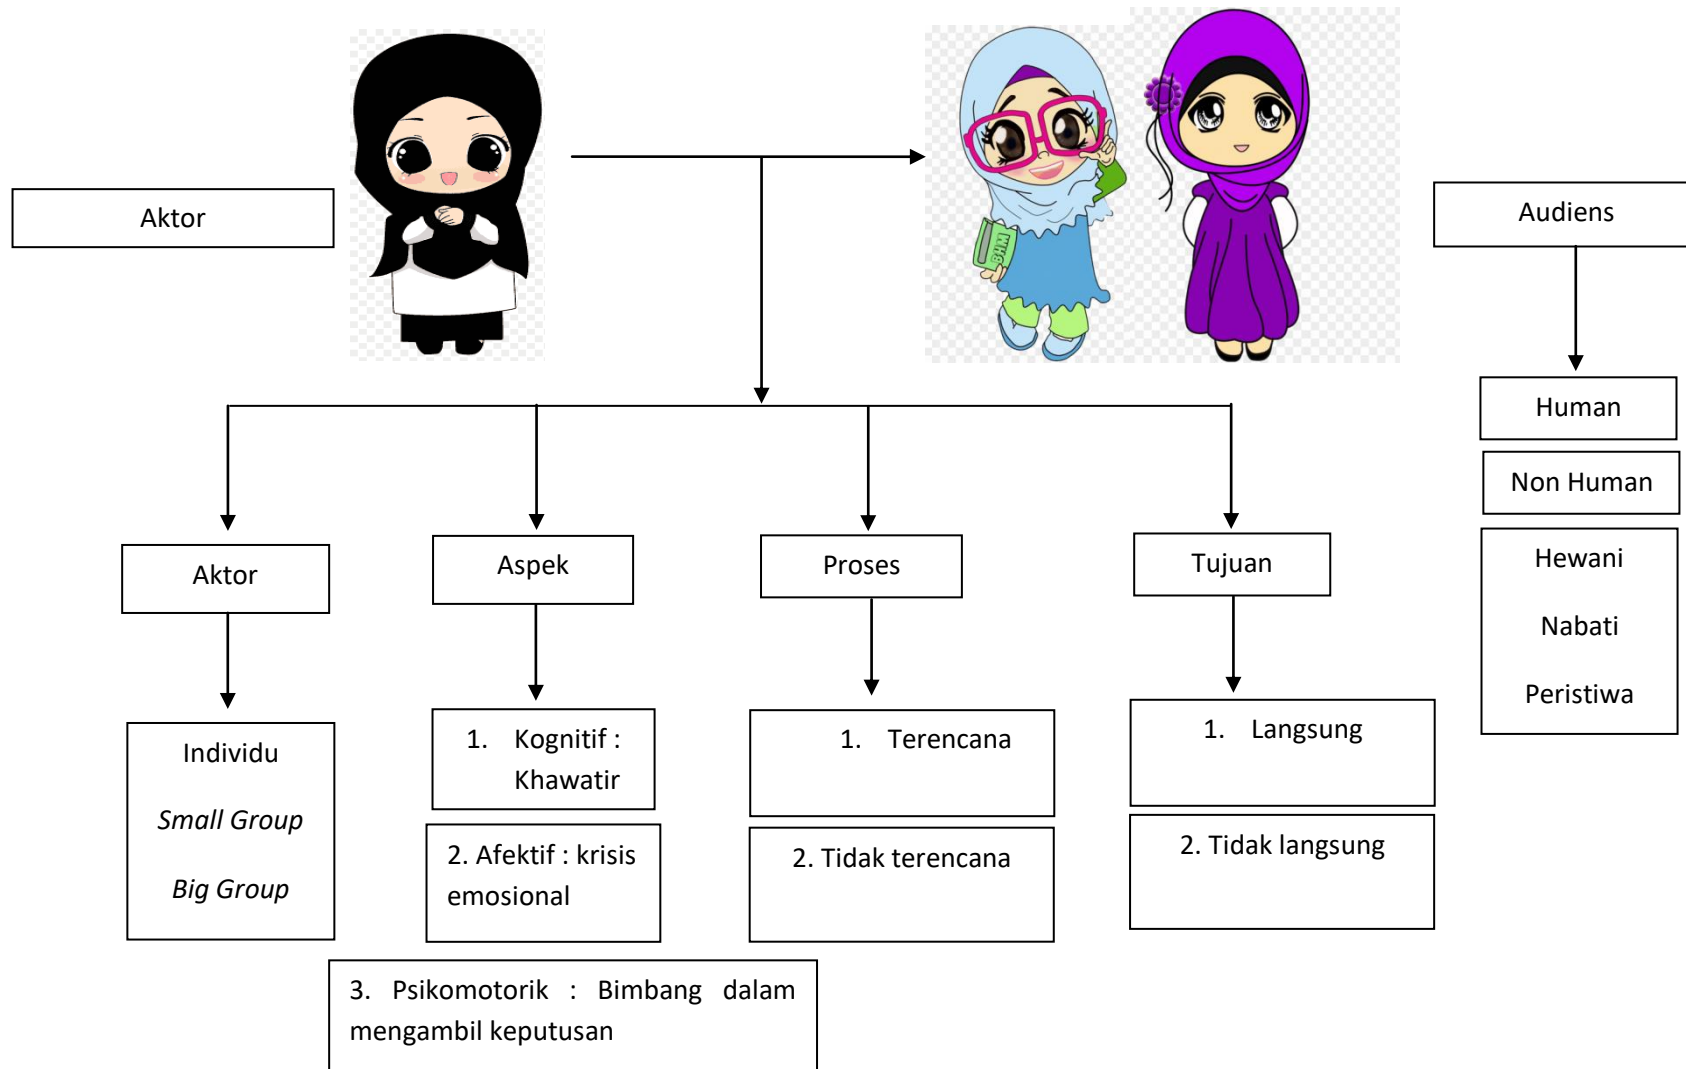 Aktor
BHM
Audiens
Human
Non Human
Hewani
Nabati
Peristiwa
Aktor
Aspek
Proses
Tujuan
Individu
Small Group
Big Group
1. Kognitif :
Khawatir
2. Afektif : krisis
emosional
3. Psikomotorik : Bimbang dalam
mengambil keputusan
1. Terencana
2. Tidak terencana
1. Langsung
2. Tidak langsung